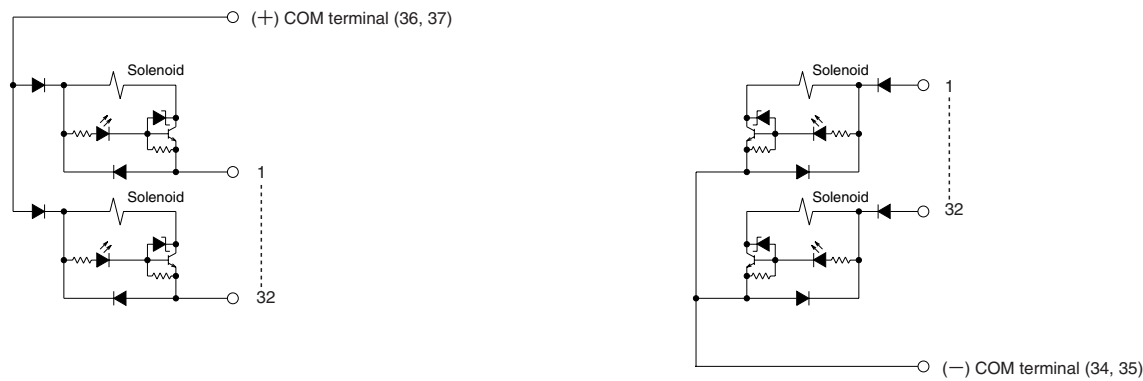 (+) COM terminal (36, 37)
Solenoid
1
Solenoid
32
Solenoid
1
Solenoid
32
(−) COM terminal (34, 35)